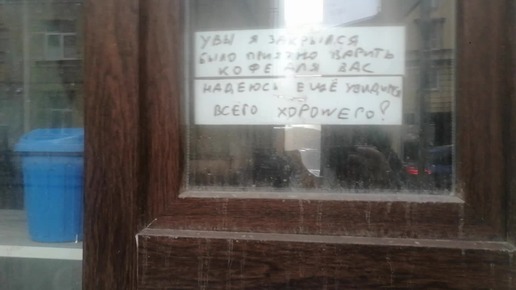 УВЫ Я ЗАКРЫЛСЯ
БЫЛО ПРИЯТНО ВАРИТЬ
КОФЕ ДЛЯ ВАС
НАДЕЮСЬ ЕЩЁ УВИДИМСЯ
ВСЕГО ХОРОШЕГО!